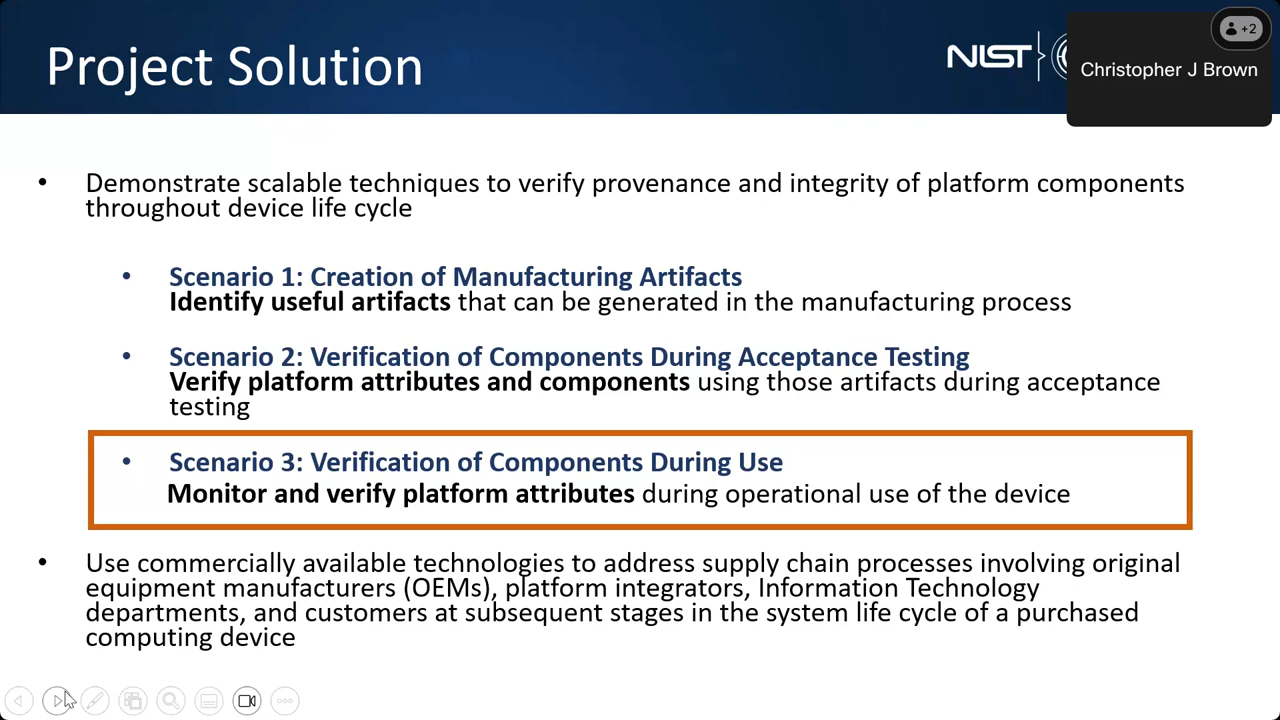 Project Solution
NIST
+2
Christopher J Brown
• Demonstrate scalable techniques to verify provenance and integrity of platform components
throughout device life cycle
• Scenario 1: Creation of Manufacturing Artifacts
Identify useful artifacts that can be generated in the manufacturing process
• Scenario 2: Verification of Components During Acceptance Testing
Verify platform attributes and components using those artifacts during acceptance
testing
• Scenario 3: Verification of Components During Use
Monitor and verify platform attributes during operational use of the device
• Use commercially available technologies to address supply chain processes involving original
equipment manufacturers (OEMs), platform integrators, Information Technology
departments, and customers at subsequent stages in the system life cycle of a purchased
computing device